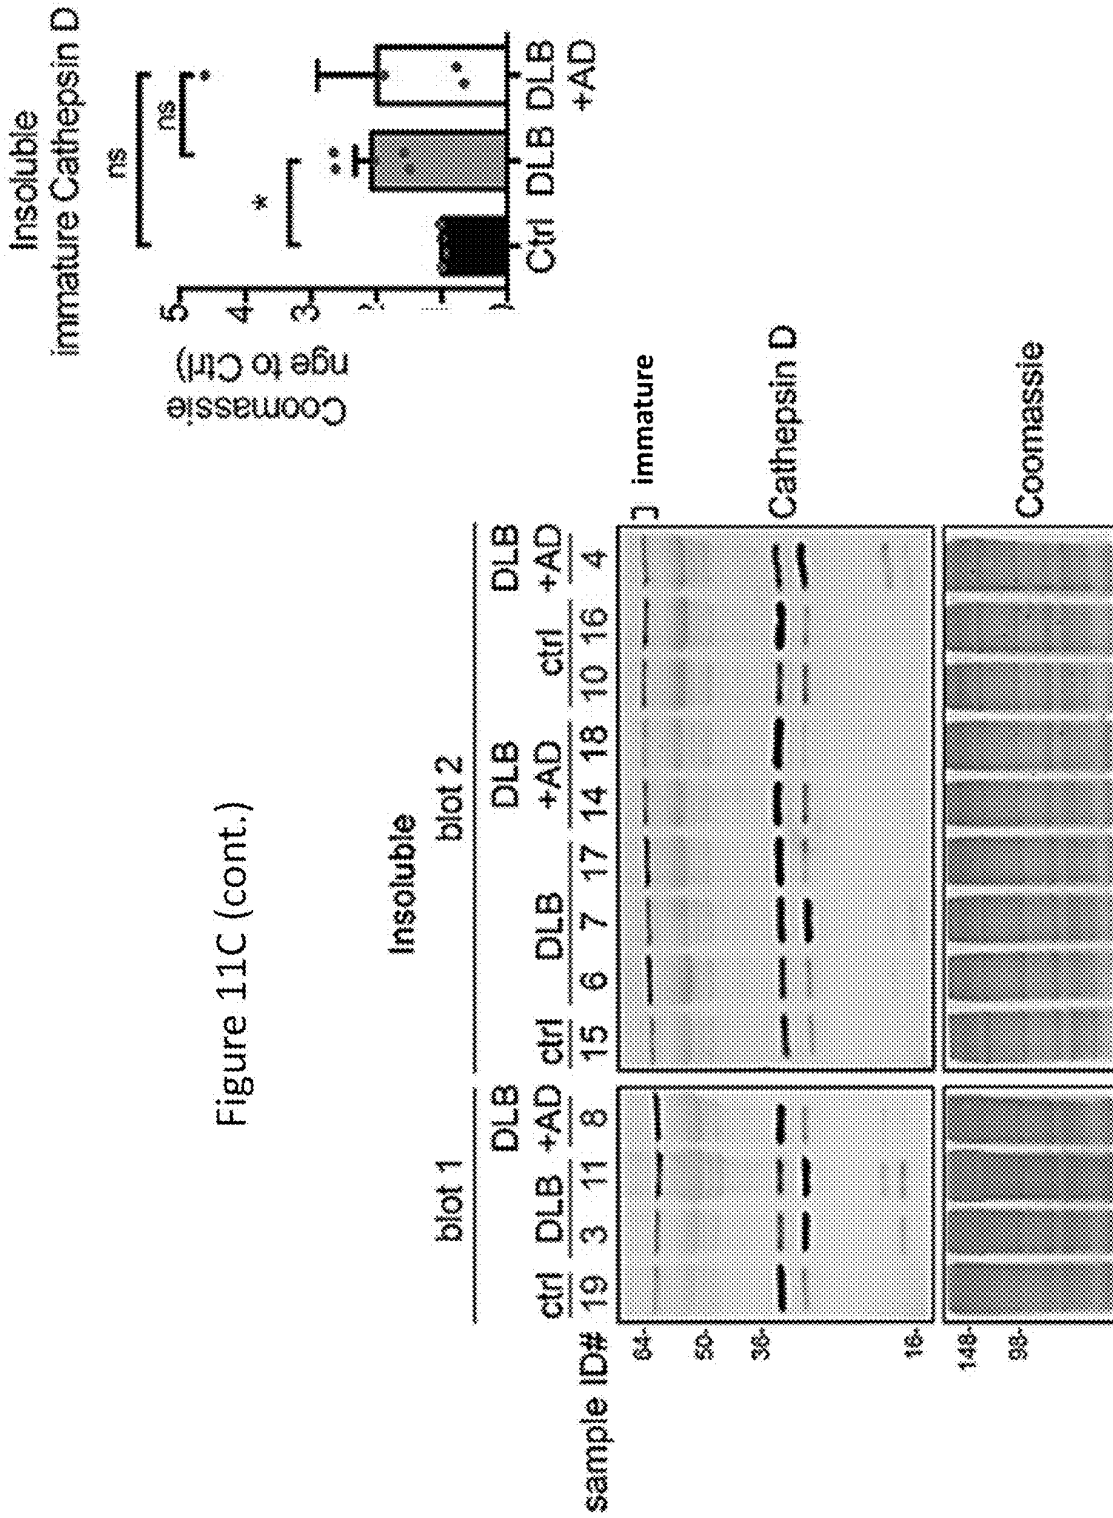 Figure 11C (cont.)
Insoluble
blot 1 blot 2
DLB DLB DLB
ctrl DLB +AD ctrl DLB +AD ctrl +AD
sample ID# 19 3 11 8 15 6 7 17 14 18 10 16 4
64-
] immature
50-
36-
Cathepsin D
16-
148-
98-
Coomassie
Insoluble
immature Cathepsin D
ns
ns
*
5
4
3
Coomassie
nge to Ctrl)
Ctrl DLB DLB
+AD